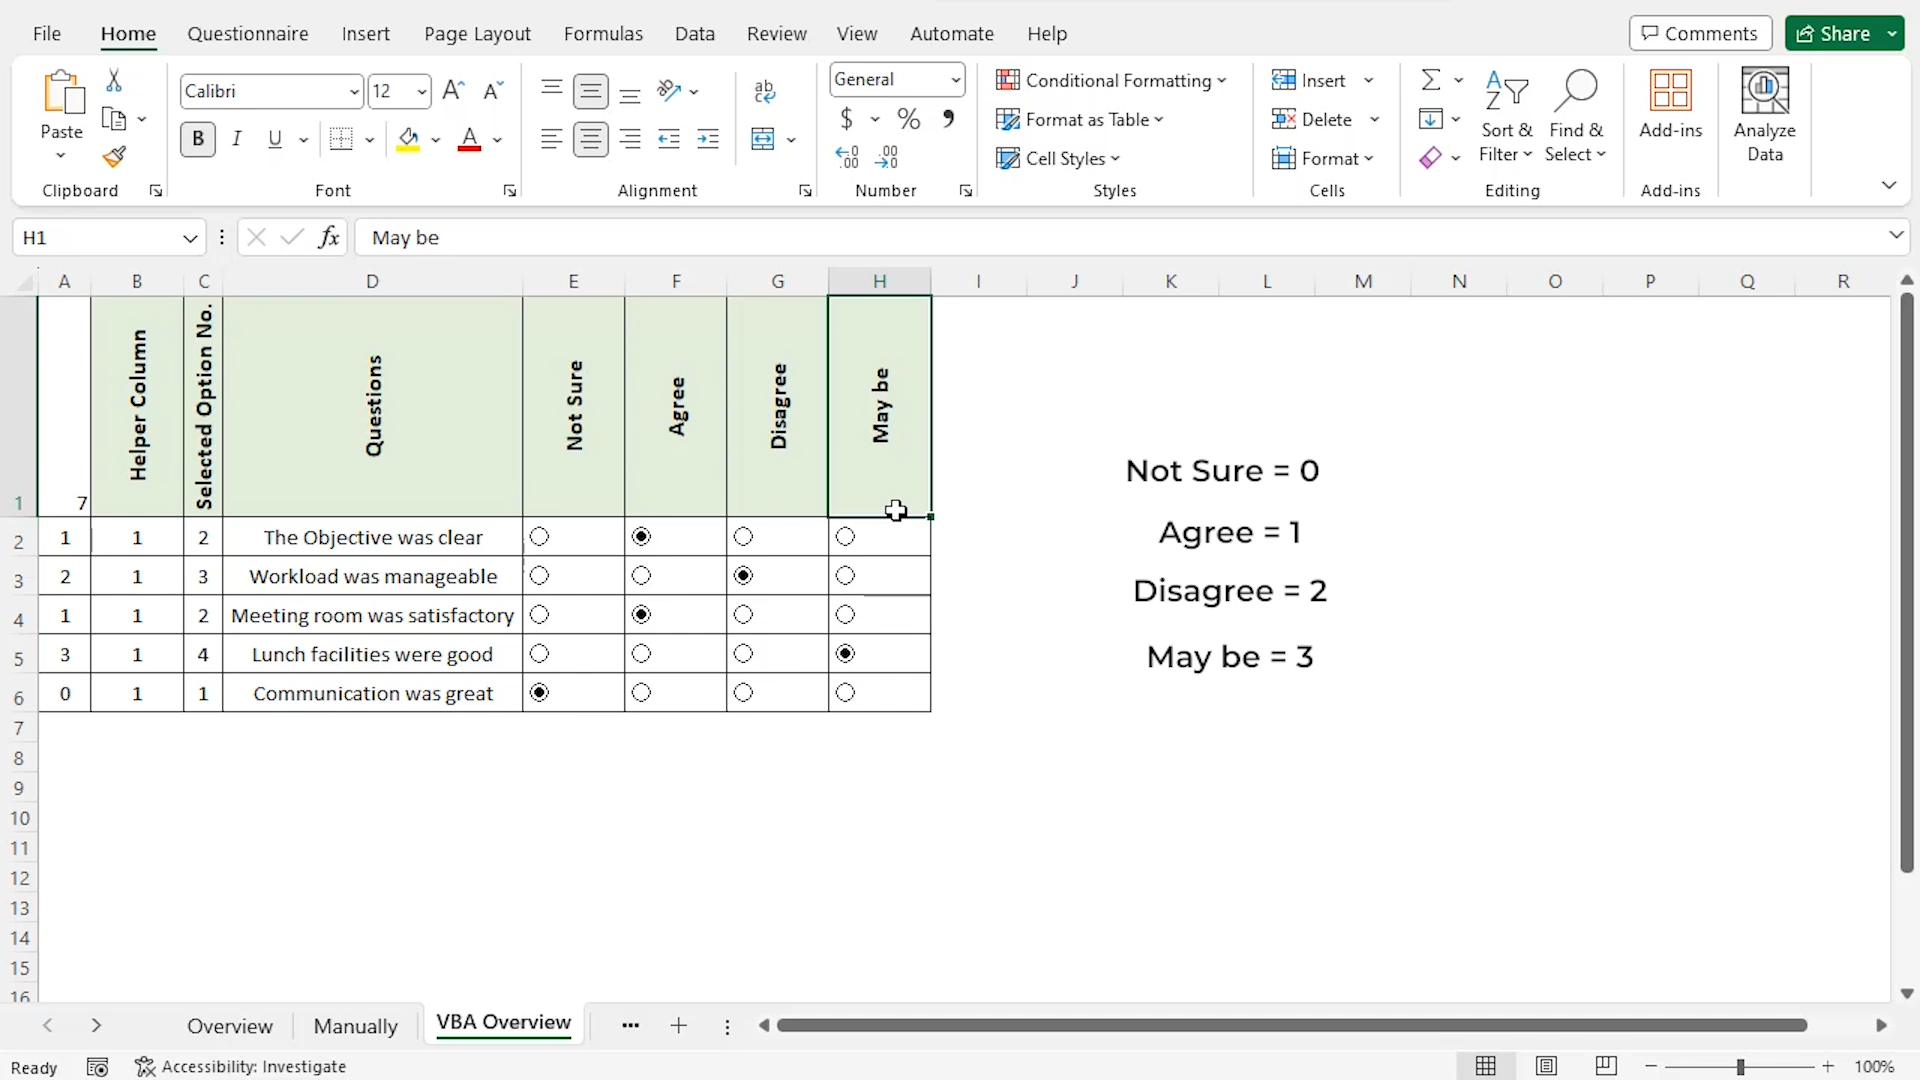 File Home Questionnaire Insert Page Layout Formulas Data Review View Automate Help Comments Share
Paste
Calibri 12
B I U
ab
General
$ % ,
Conditional Formatting
Format as Table
Cell Styles
Insert
Delete
Format
Sort & Filter
Find & Select
Add-ins
Analyze Data
Clipboard Font Alignment Number Styles Cells Editing Add-ins
H1 fx May be
A B C D E F G H I J K L M N O P Q R
1 7 Helper Column Selected Option No. Questions Not Sure Agree Disagree May be
2 1 1 2 The Objective was clear
3 2 1 3 Workload was manageable
4 1 1 2 Meeting room was satisfactory
5 3 1 4 Lunch facilities were good
6 0 1 1 Communication was great
7
8
9
10
11
12
13
14
15
16
Not Sure = 0
Agree = 1
Disagree = 2
May be = 3
Overview Manually VBA Overview
Ready Accessibility: Investigate 100%